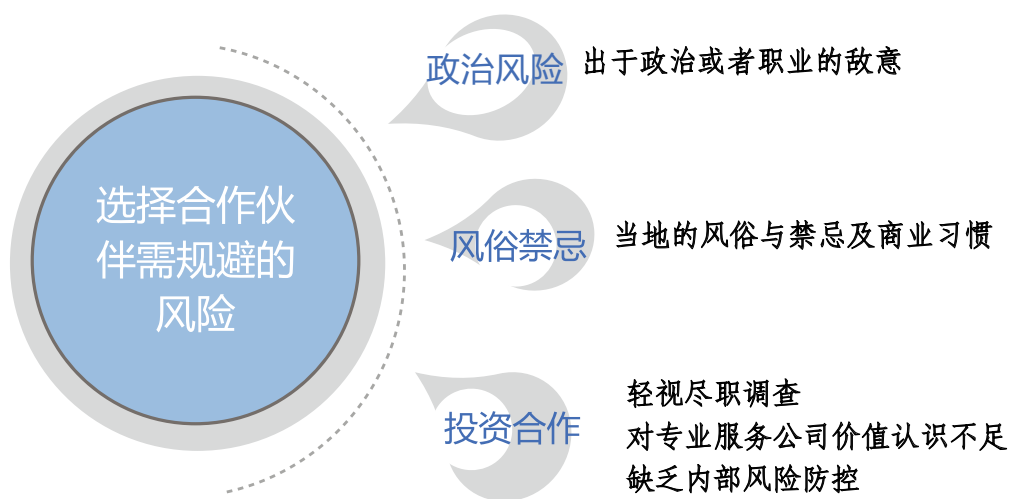 选择合作伙
伴需规避的
风险
政治风险
出于政治或者职业的敌意
风俗禁忌
当地的风俗与禁忌及商业习惯
投资合作
轻视尽职调查
对专业服务公司价值认识不足
缺乏内部风险防控